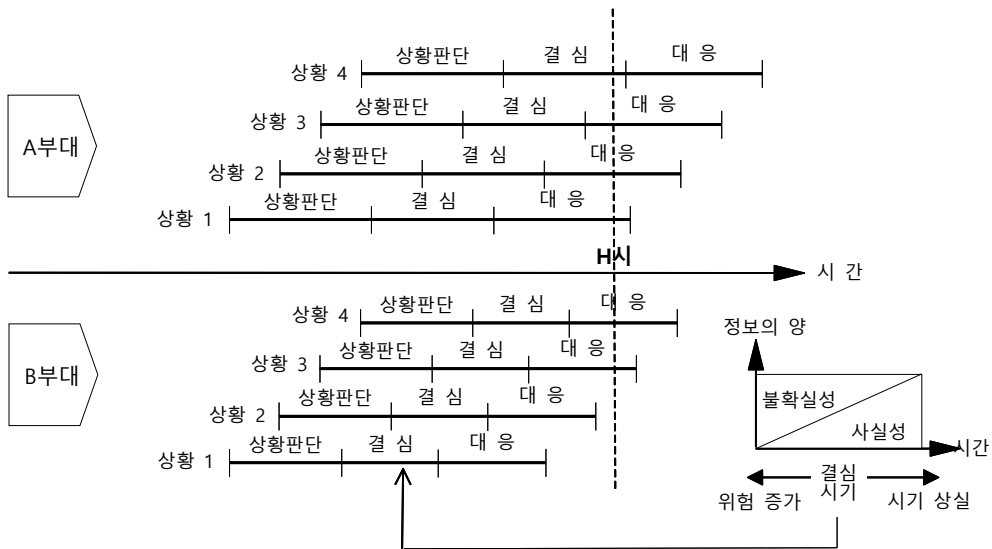 상황판단 결 심 대 응
상황 4
상황판단 결 심 대 응
상황 3
A부대
상황판단 결 심 대 응
상황 2
상황판단 결 심 대 응
상황 1
H시
시 간
상황판단 결 심 대 응
상황 4
정보의 양
상황판단 결 심 대 응
상황 3
B부대
상황판단 결 심 대 응
상황 2
불확실성
사실성
상황판단 결 심 대 응
상황 1
시간
결심
시기
위험 증가
시기 상실